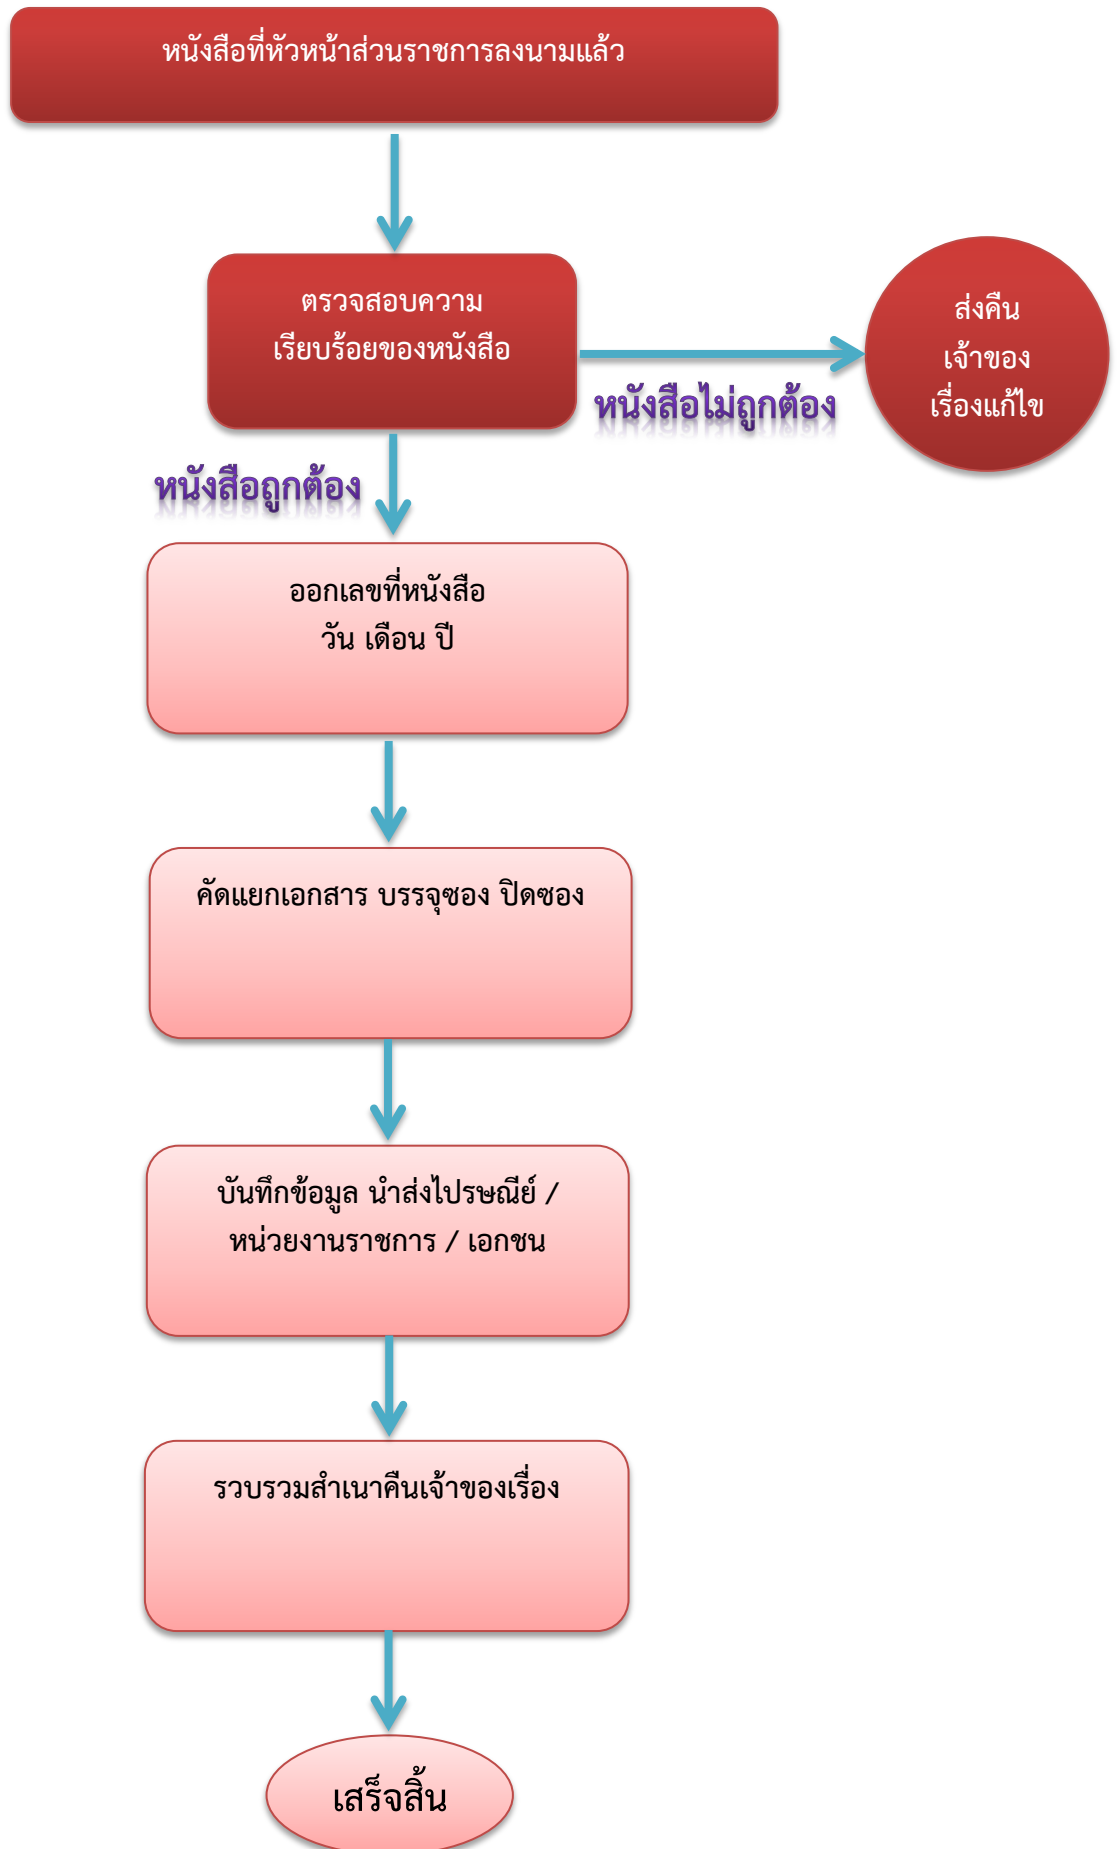 หนังสือที่หัวหน้าส่วนราชการลงนามแล้ว
ตรวจสอบความ
เรียบร้อยของหนังสือ
ส่งคืน
เจ้าของ
เรื่องแก้ไข
หนังสือไม่ถูกต้อง
หนังสือถูกต้อง
ออกเลขที่หนังสือ
วัน เดือน ปี
คัดแยกเอกสาร บรรจุซอง ปิดซอง
บันทึกข้อมูล นำส่งไปรษณีย์ /
หน่วยงานราชการ / เอกชน
รวบรวมสำเนาคืนเจ้าของเรื่อง
เสร็จสิ้น